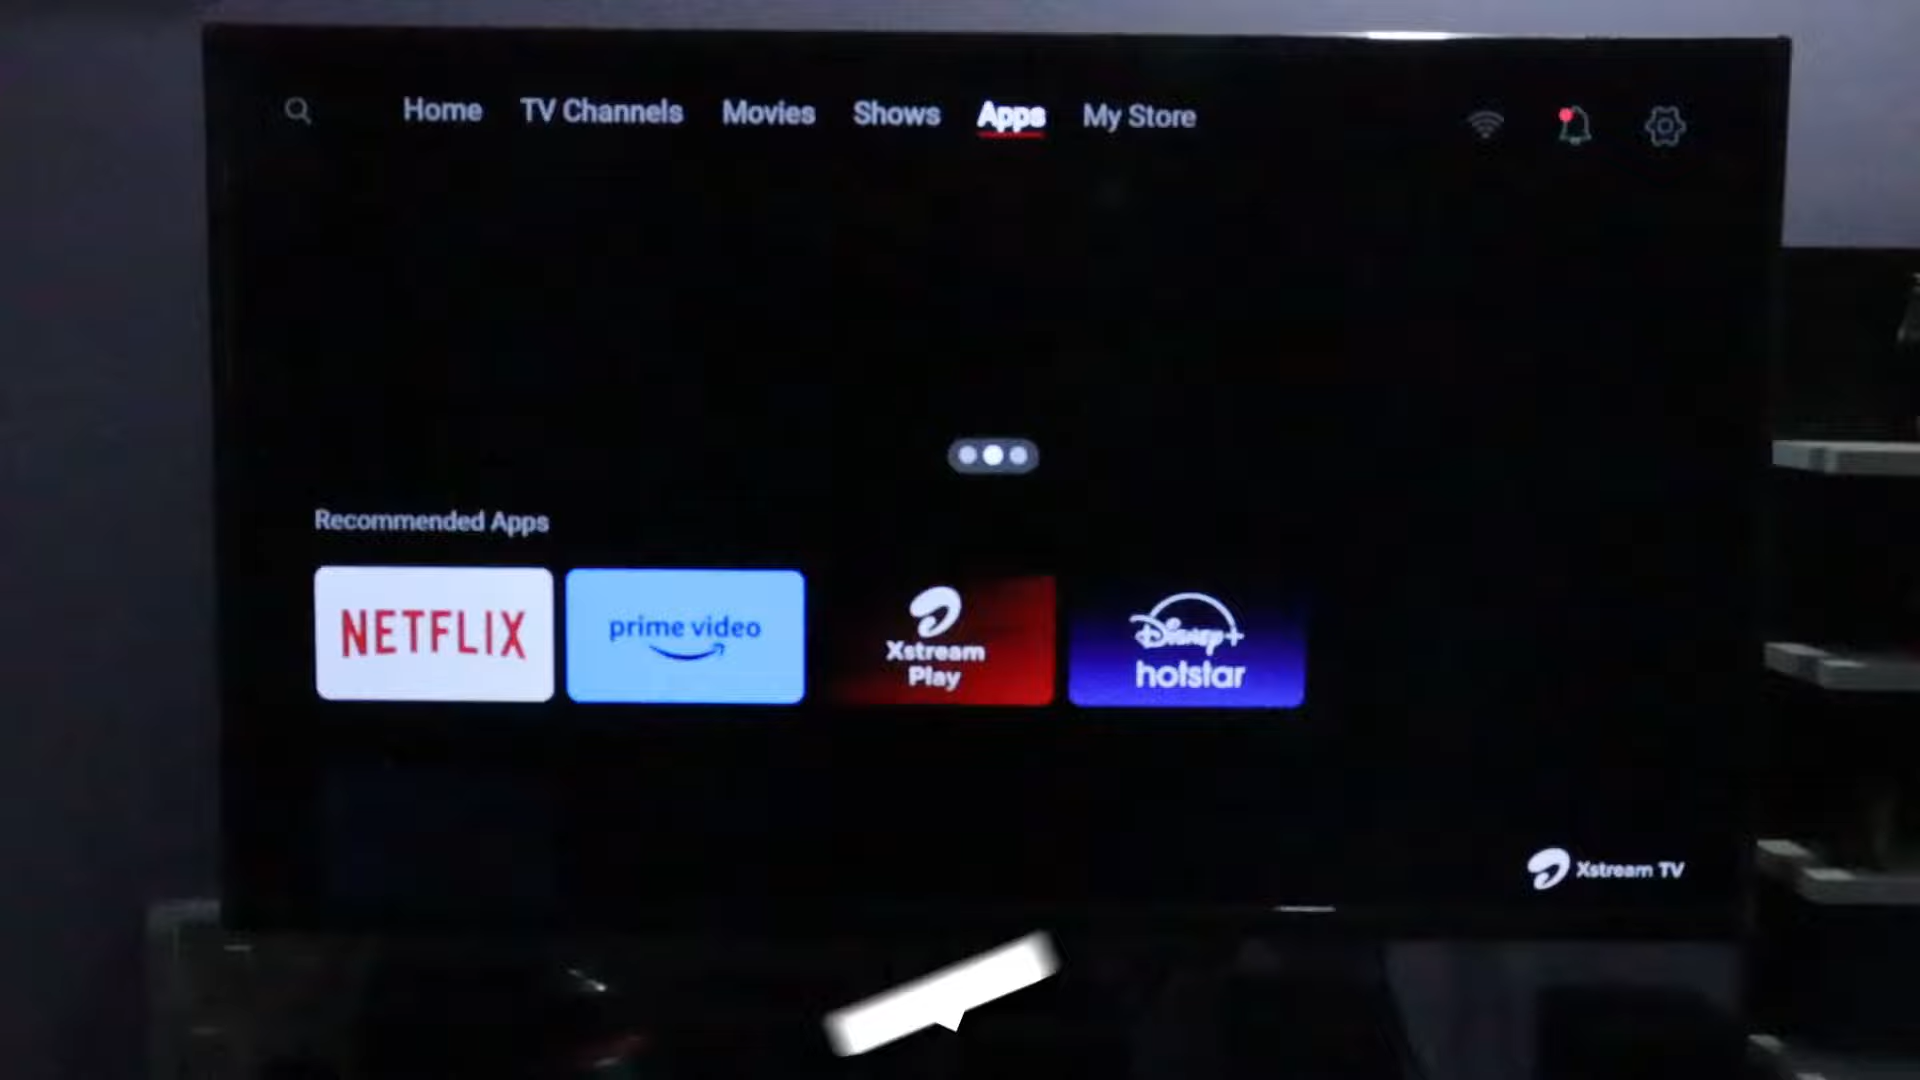 Home TV Channels Movies Shows Apps My Store
Recommended Apps
NETFLIX
prime video
Xstream
Play
Disney+
hotstar
Xstream TV